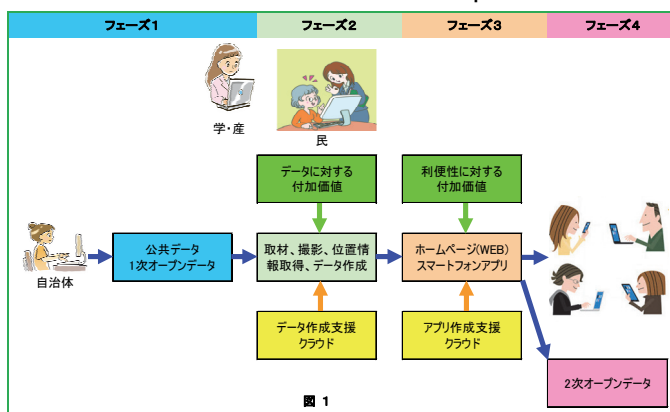 フェーズ1
フェーズ2
フェーズ3
フェーズ4
学・産
民
データに対する
付加価値
利便性に対する
付加価値
自治体
公共データ
1次オープンデータ
取材、撮影、位置情
報取得、データ作成
ホームページ(WEB)
スマートフォンアプリ
データ作成支援
クラウド
アプリ作成支援
クラウド
2次オープンデータ
図 1